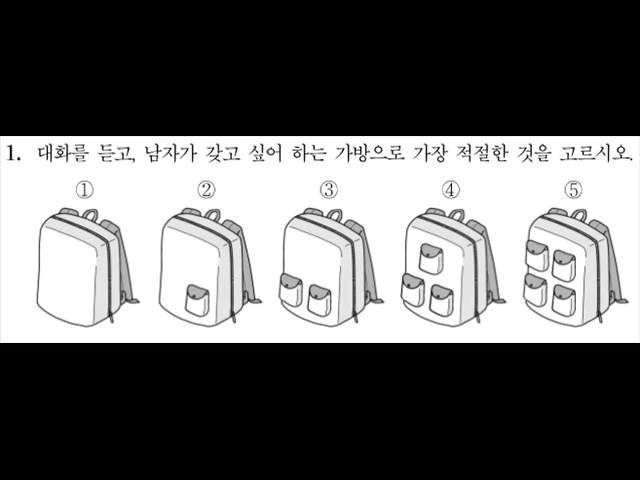 1. 대화를 듣고, 남자가 갖고 싶어 하는 가방으로 가장 적절한 것을 고르시오.
① ② ③ ④ ⑤